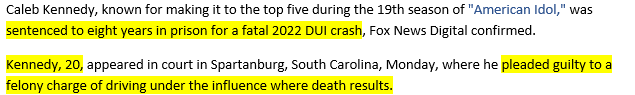 Caleb Kennedy, known for making it to the top five during the 19th season of "American Idol," was
sentenced to eight years in prison for a fatal 2022 DUI crash, Fox News Digital confirmed.
Kennedy, 20, appeared in court in Spartanburg, South Carolina, Monday, where he pleaded guilty to a
felony charge of driving under the influence where death results.